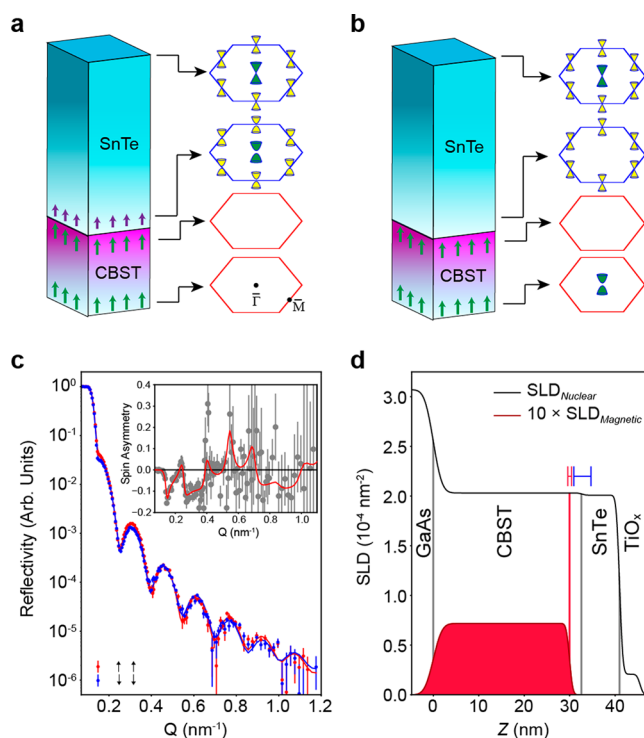 a
SnTe
CBST
Γ̄
M̄
b
SnTe
CBST
c
Reflectivity (Arb. Units)
10⁰
10⁻¹
10⁻²
10⁻³
10⁻⁴
10⁻⁵
10⁻⁶
0.2 0.4 0.6 0.8 1.0 1.2
Q (nm⁻¹)
Spin Asymmetry
0.4
0.3
0.2
0.1
0.0
-0.1
-0.2
0.2 0.4 0.6 0.8 1.0
Q (nm⁻¹)
d
SLD (10⁻⁴ nm⁻²)
3.0
2.5
2.0
1.5
1.0
0.5
0.0
SLD_Nuclear
10 × SLD_Magnetic
GaAs
CBST
SnTe
TiOₓ
0 10 20 30 40
Z (nm)